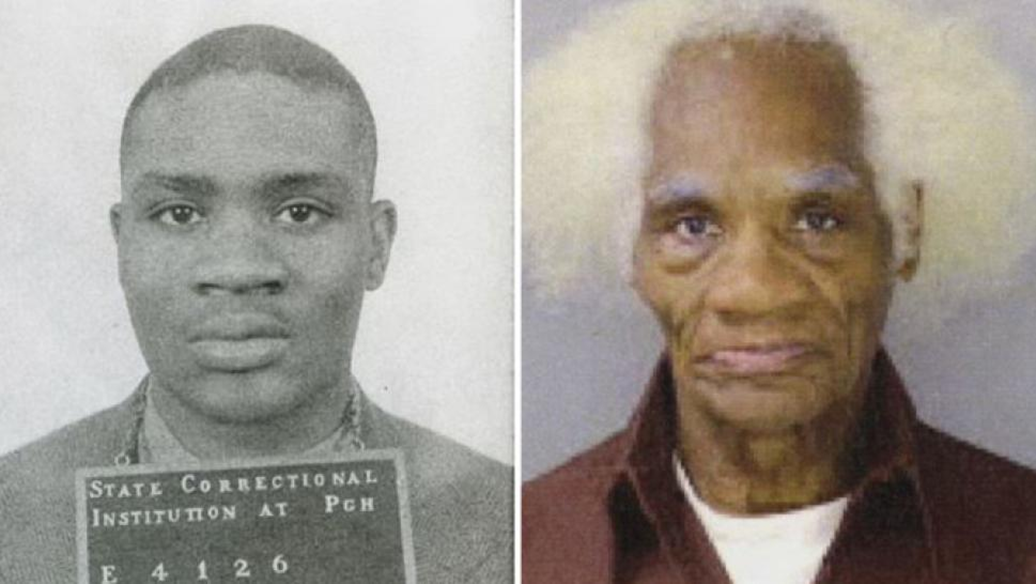 STATE CORRECTIONAL
INSTITUTION AT PGH
E 4126